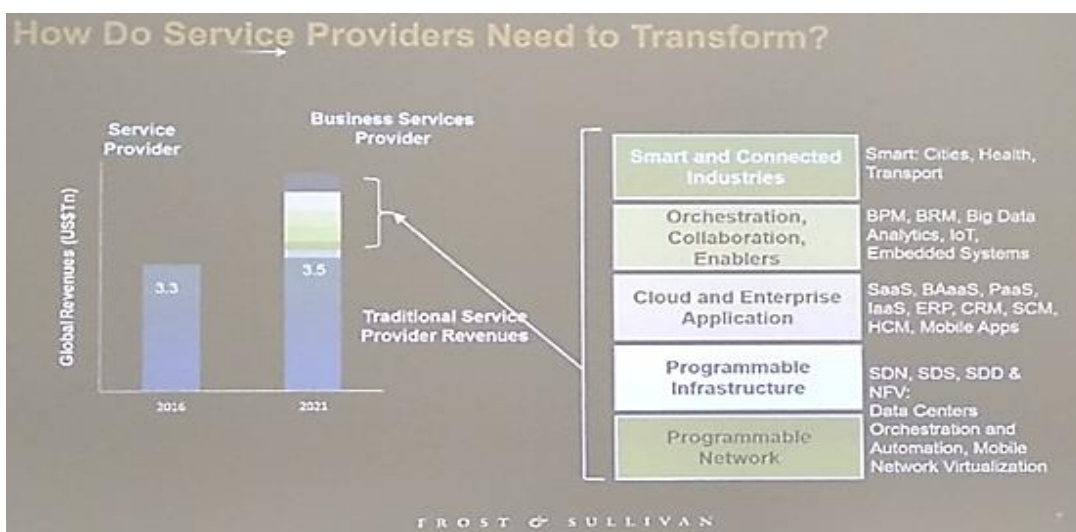 How Do Service Providers Need to Transform?
Service
Provider
Business Services
Provider
Global Revenues (US$Tn)
3.3
3.5
2016
2021
Traditional Service
Provider Revenues
Smart and Connected
Industries
Smart: Cities, Health,
Transport
Orchestration,
Collaboration,
Enablers
BPM, BRM, Big Data
Analytics, IoT,
Embedded Systems
Cloud and Enterprise
Application
SaaS, BAaaS, PaaS,
IaaS, ERP, CRM, SCM,
HCM, Mobile Apps
Programmable
Infrastructure
SDN, SDS, SDD &
NFV:
Data Centers
Programmable
Network
Orchestration and
Automation, Mobile
Network Virtualization
FROST & SULLIVAN